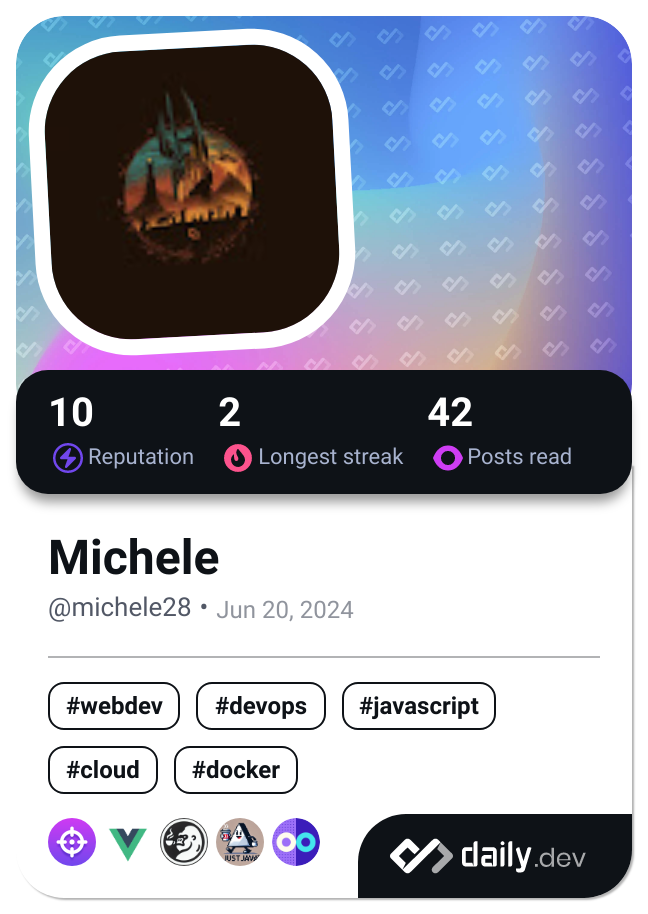 10 2 42
Reputation Longest streak Posts read
Michele
@michele28 • Jun 20, 2024
#webdev #devops #javascript
#cloud #docker
JUST JAVA
daily.dev